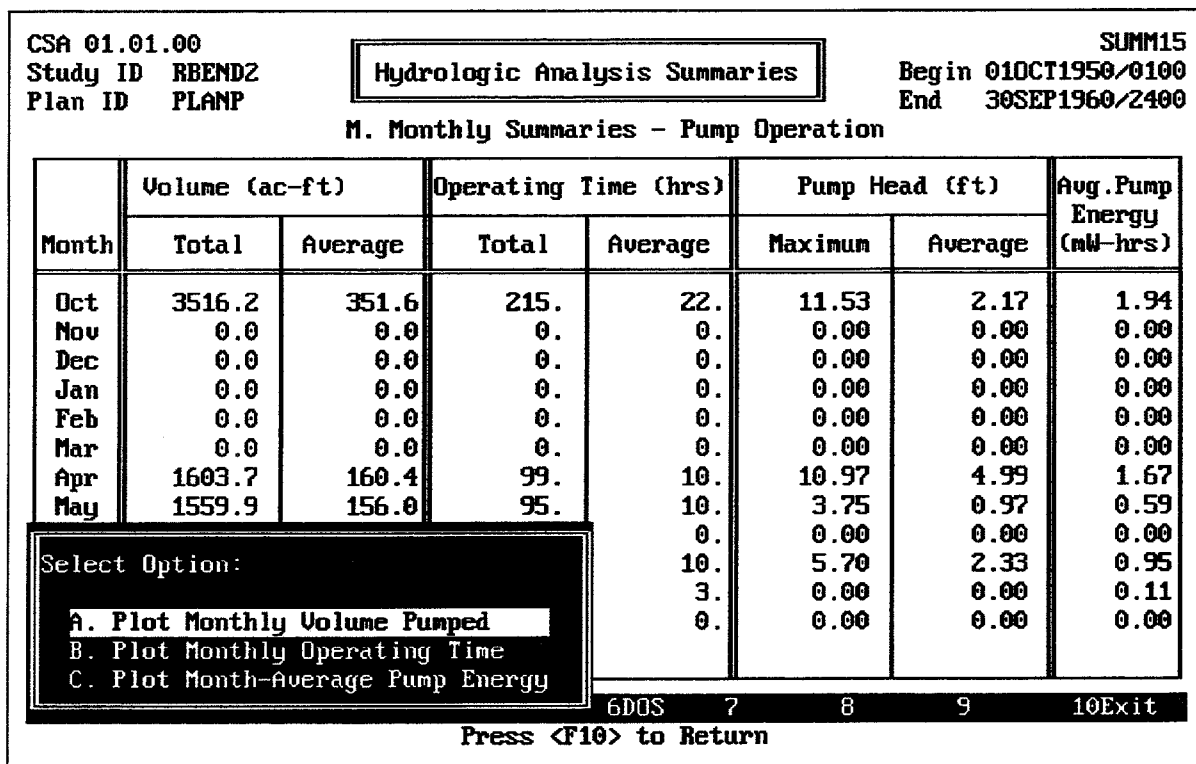 CSA 01.01.00 SUMM15
Study ID RBEND2 Hydrologic Analysis Summaries Begin 01OCT1950/0100
Plan ID PLANP End 30SEP1960/2400
M. Monthly Summaries - Pump Operation
Volume (ac-ft) Operating Time (hrs) Pump Head (ft) Avg.Pump
Energy
Month Total Average Total Average Maximum Average (mW-hrs)
Oct 3516.2 351.6 215. 22. 11.53 2.17 1.94
Nov 0.0 0.0 0. 0. 0.00 0.00 0.00
Dec 0.0 0.0 0. 0. 0.00 0.00 0.00
Jan 0.0 0.0 0. 0. 0.00 0.00 0.00
Feb 0.0 0.0 0. 0. 0.00 0.00 0.00
Mar 0.0 0.0 0. 0. 0.00 0.00 0.00
Apr 1603.7 160.4 99. 10. 10.97 4.99 1.67
May 1559.9 156.0 95. 10. 3.75 0.97 0.59
0. 0.00 0.00 0.00
Select Option: 10. 5.70 2.33 0.95
3. 0.00 0.00 0.11
A. Plot Monthly Volume Pumped 0. 0.00 0.00 0.00
B. Plot Monthly Operating Time
C. Plot Month-Average Pump Energy
6DOS 7 8 9 10Exit
Press <F10> to Return